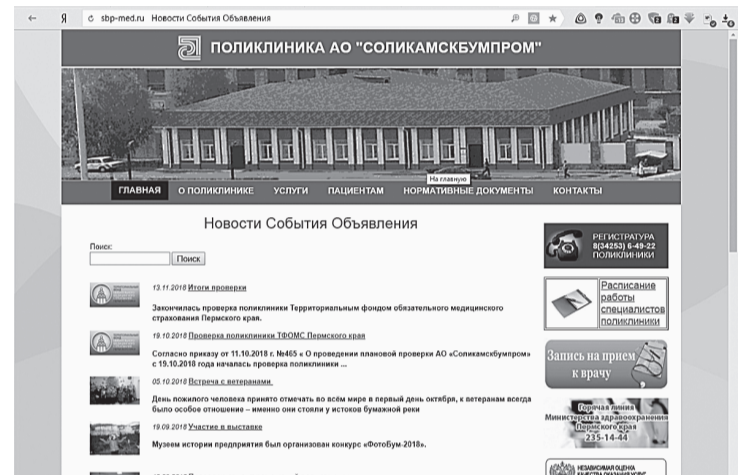 sbp-med.ru Новости События Объявления
ПОЛИКЛИНИКА АО "СОЛИКАМСКБУМПРОМ"
На главную
ГЛАВНАЯ О ПОЛИКЛИНИКЕ УСЛУГИ ПАЦИЕНТАМ НОРМАТИВНЫЕ ДОКУМЕНТЫ КОНТАКТЫ
Новости События Объявления
Поиск:
Поиск
13.11.2018 Итоги проверки
Закончилась проверка поликлиники Территориальным фондом обязательного медицинского
страхования Пермского края.
19.10.2018 Проверка поликлиники ТФОМС Пермского края
Согласно приказу от 11.10.2018 г. №465 « О проведении плановой проверки АО «Соликамскбумпром»
с 19.10.2018 года началась проверка поликлиники ...
05.10.2018 Встреча с ветеранами
День пожилого человека принято отмечать во всём мире в первый день октября, к ветеранам всегда
было особое отношение – именно они стояли у истоков бумажной реки
19.09.2018 Участие в выставке
Музеем истории предприятия был организован конкурс «ФотоБум-2018».
РЕГИСТРАТУРА
8(34253) 6-49-22
ПОЛИКЛИНИКИ
Расписание
работы
специалистов
поликлиники
Запись на прием
к врачу
Горячая линия
Министерства здравоохранения
Пермского края
235-14-44
НЕЗАВИСИМАЯ ОЦЕНКА